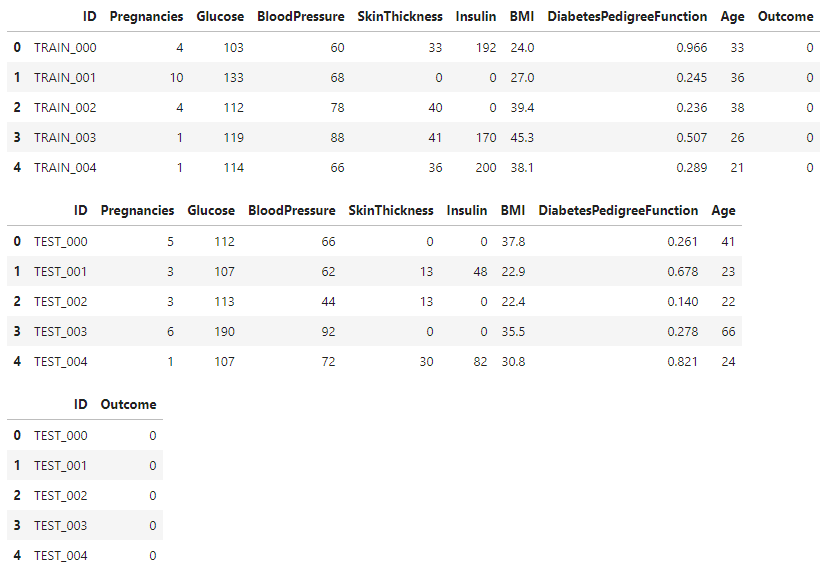 ID Pregnancies Glucose BloodPressure SkinThickness Insulin BMI DiabetesPedigreeFunction Age Outcome
0 TRAIN_000 4 103 60 33 192 24.0 0.966 33 0
1 TRAIN_001 10 133 68 0 0 27.0 0.245 36 0
2 TRAIN_002 4 112 78 40 0 39.4 0.236 38 0
3 TRAIN_003 1 119 88 41 170 45.3 0.507 26 0
4 TRAIN_004 1 114 66 36 200 38.1 0.289 21 0
ID Pregnancies Glucose BloodPressure SkinThickness Insulin BMI DiabetesPedigreeFunction Age
0 TEST_000 5 112 66 0 0 37.8 0.261 41
1 TEST_001 3 107 62 13 48 22.9 0.678 23
2 TEST_002 3 113 44 13 0 22.4 0.140 22
3 TEST_003 6 190 92 0 0 35.5 0.278 66
4 TEST_004 1 107 72 30 82 30.8 0.821 24
ID Outcome
0 TEST_000 0
1 TEST_001 0
2 TEST_002 0
3 TEST_003 0
4 TEST_004 0